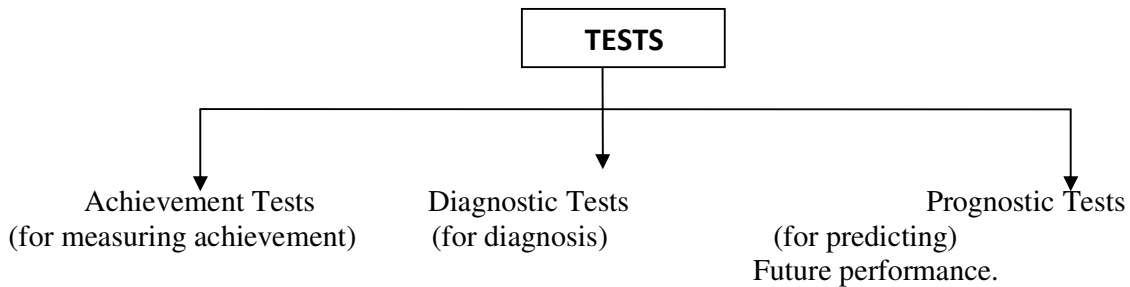 TESTS
Achievement Tests Diagnostic Tests Prognostic Tests
(for measuring achievement) (for diagnosis) (for predicting)
Future performance.